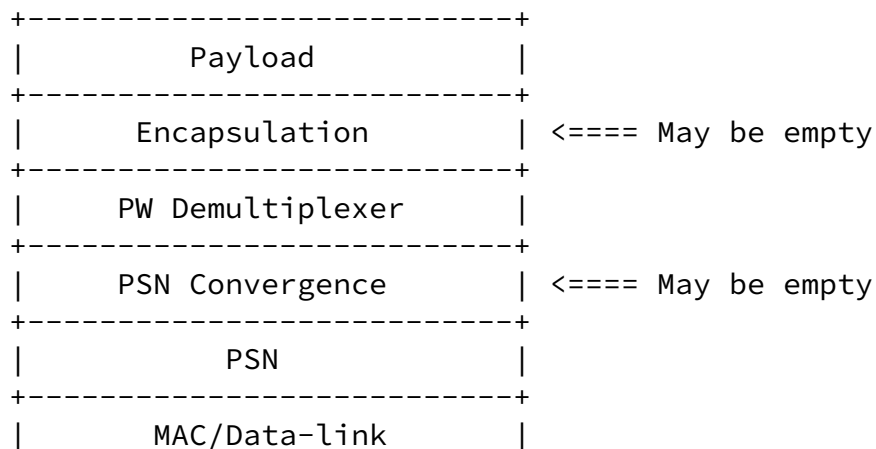 +---------------------------+
|          Payload          |
+---------------------------+
|       Encapsulation       | <==== May be empty
+---------------------------+
|      PW Demultiplexer     |
+---------------------------+
|      PSN Convergence      | <==== May be empty
+---------------------------+
|            PSN            |
+---------------------------+
|        MAC/Data-link      |